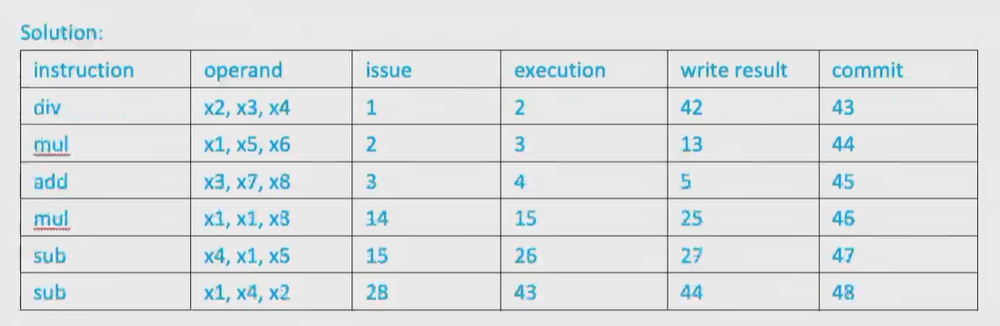 Solution:
instruction operand issue execution write result commit
div x2, x3, x4 1 2 42 43
mul x1, x5, x6 2 3 13 44
add x3, x7, x8 3 4 5 45
mul x1, x1, x3 14 15 25 46
sub x4, x1, x5 15 26 27 47
sub x1, x4, x2 28 43 44 48